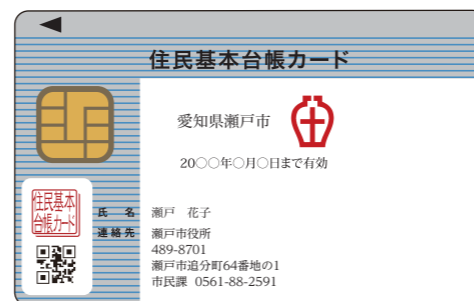 住民基本台帳カード
愛知県瀬戸市
20○○年○月○日まで有効
住民基本
台帳カード
氏 名 瀬戸 花子
連絡先 瀬戸市役所
489-8701
瀬戸市追分町64番地の1
市民課 0561-88-2591